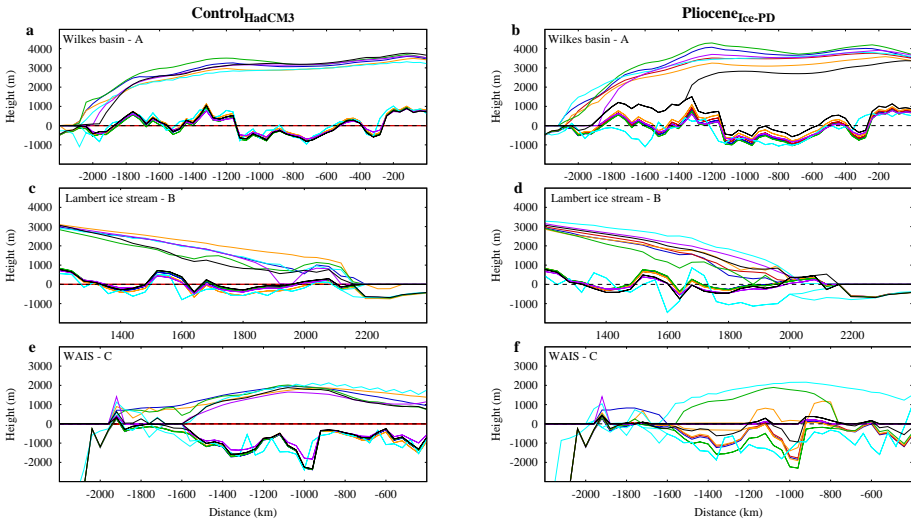 Control_HadCM3
Pliocene_Ice-PD
a
Wilkes basin - A
Height (m)
4000
3000
2000
1000
0
-1000
-2000 -1800 -1600 -1400 -1200 -1000 -800 -600 -400 -200
b
Wilkes basin - A
Height (m)
4000
3000
2000
1000
0
-1000
-2000 -1800 -1600 -1400 -1200 -1000 -800 -600 -400 -200
c
Lambert ice stream - B
Height (m)
4000
3000
2000
1000
0
-1000
1400 1600 1800 2000 2200
d
Lambert ice stream - B
Height (m)
4000
3000
2000
1000
0
-1000
1400 1600 1800 2000 2200
e
WAIS - C
Height (m)
3000
2000
1000
0
-1000
-2000
-2000 -1800 -1600 -1400 -1200 -1000 -800 -600
Distance (km)
f
WAIS - C
Height (m)
3000
2000
1000
0
-1000
-2000
-2000 -1800 -1600 -1400 -1200 -1000 -800 -600
Distance (km)